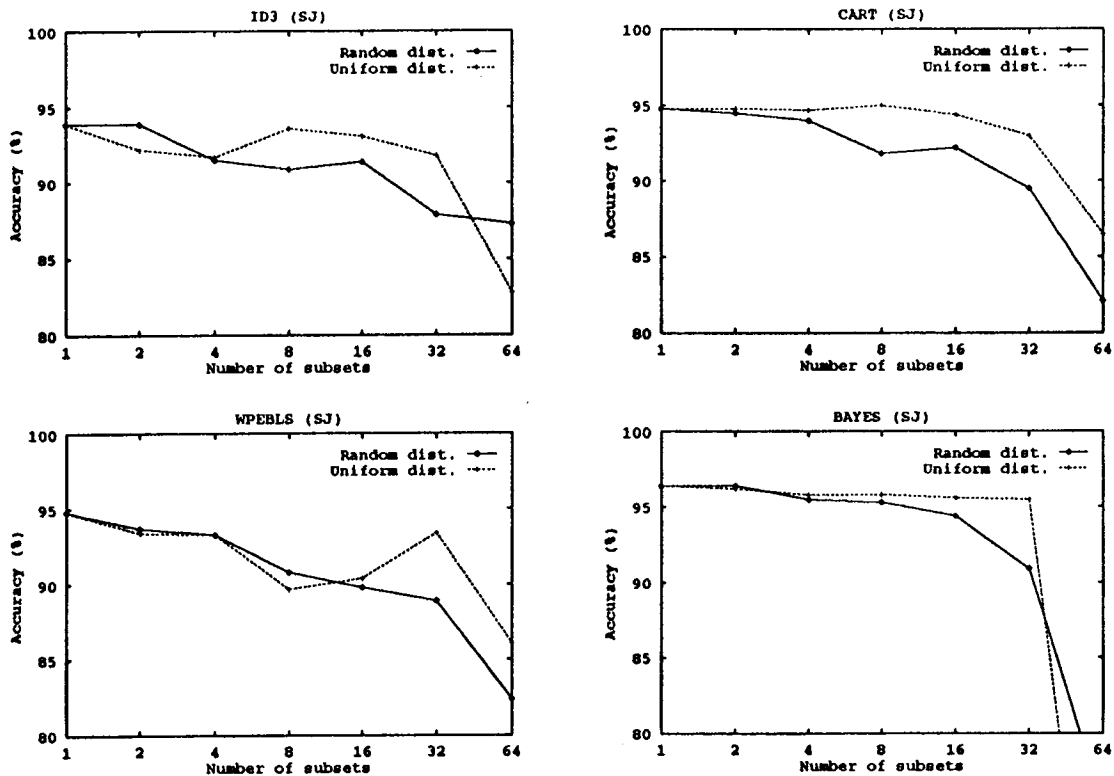 ID3 (SJ)
100
95
90
85
80
Accuracy (%)
Random dist.
Uniform dist.
1 2 4 8 16 32 64
Number of subsets
CART (SJ)
100
95
90
85
80
Accuracy (%)
Random dist.
Uniform dist.
1 2 4 8 16 32 64
Number of subsets
WPEBLS (SJ)
100
95
90
85
80
Accuracy (%)
Random dist.
Uniform dist.
1 2 4 8 16 32 64
Number of subsets
BAYES (SJ)
100
95
90
85
80
Accuracy (%)
Random dist.
Uniform dist.
1 2 4 8 16 32 64
Number of subsets